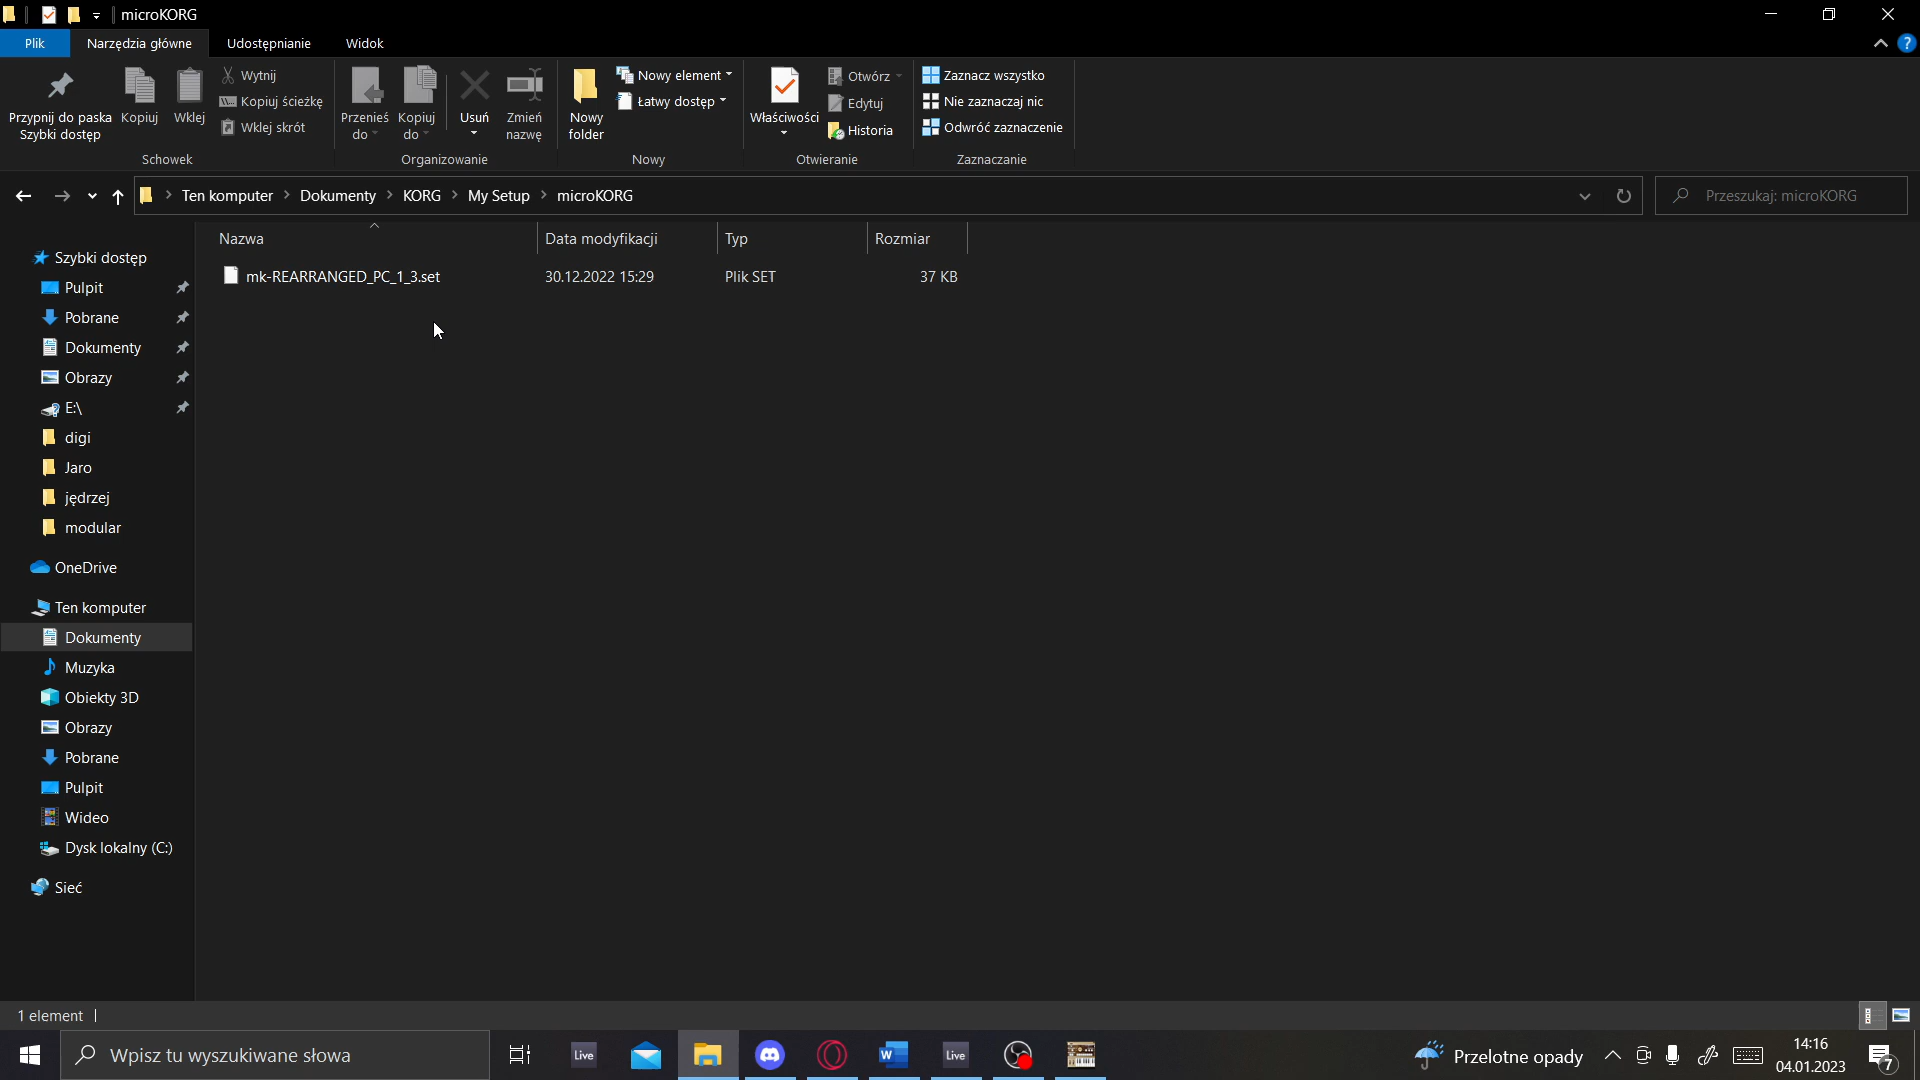 microKORG
Plik
Narzędzia główne
Udostępnianie
Widok
Przypnij do paska
Szybki dostęp
Kopiuj
Wklej
Wytnij
Kopiuj ścieżkę
Wklej skrót
Schowek
Przenieś
do
Kopiuj
do
Usuń
Zmień
nazwę
Organizowanie
Nowy
folder
Nowy element
Łatwy dostęp
Nowy
Właściwości
Otwórz
Edytuj
Historia
Otwieranie
Zaznacz wszystko
Nie zaznaczaj nic
Odwróć zaznaczenie
Zaznaczanie
Ten komputer > Dokumenty > KORG > My Setup > microKORG
Przeszukaj: microKORG
Nazwa Data modyfikacji Typ Rozmiar
mk-REARRANGED_PC_1_3.set 30.12.2022 15:29 Plik SET 37 KB
Szybki dostęp
Pulpit
Pobrane
Dokumenty
Obrazy
E:\
digi
Jaro
jędrzej
modular
OneDrive
Ten komputer
Dokumenty
Muzyka
Obiekty 3D
Obrazy
Pobrane
Pulpit
Wideo
Dysk lokalny (C:)
Sieć
1 element
Wpisz tu wyszukiwane słowa
Live
W
Live
Przelotne opady
14:16
04.01.2023
7